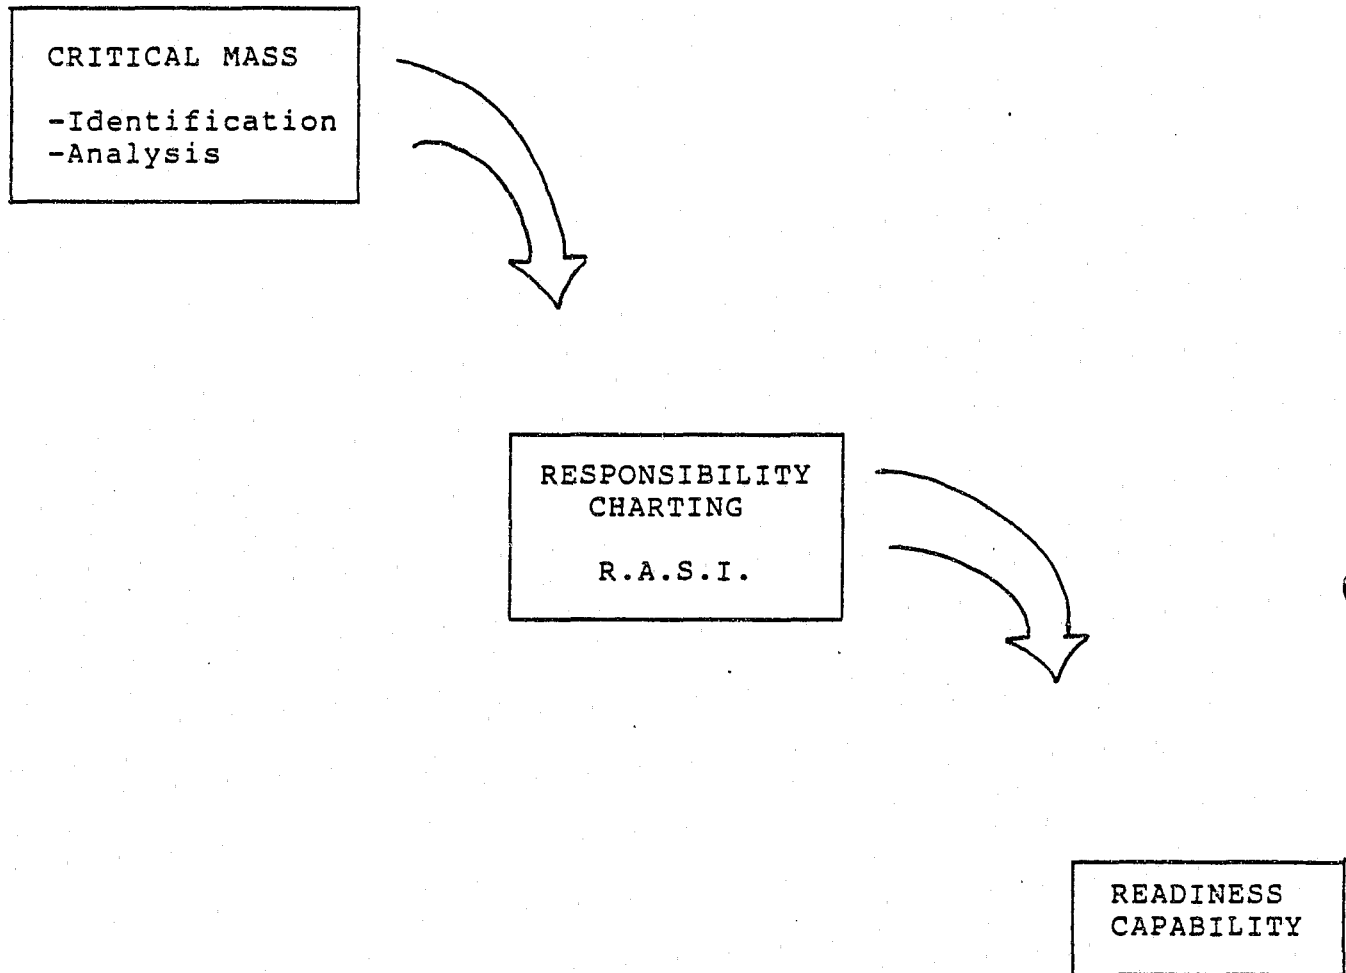 CRITICAL MASS
-Identification
-Analysis
RESPONSIBILITY
CHARTING
R.A.S.I.
READINESS
CAPABILITY